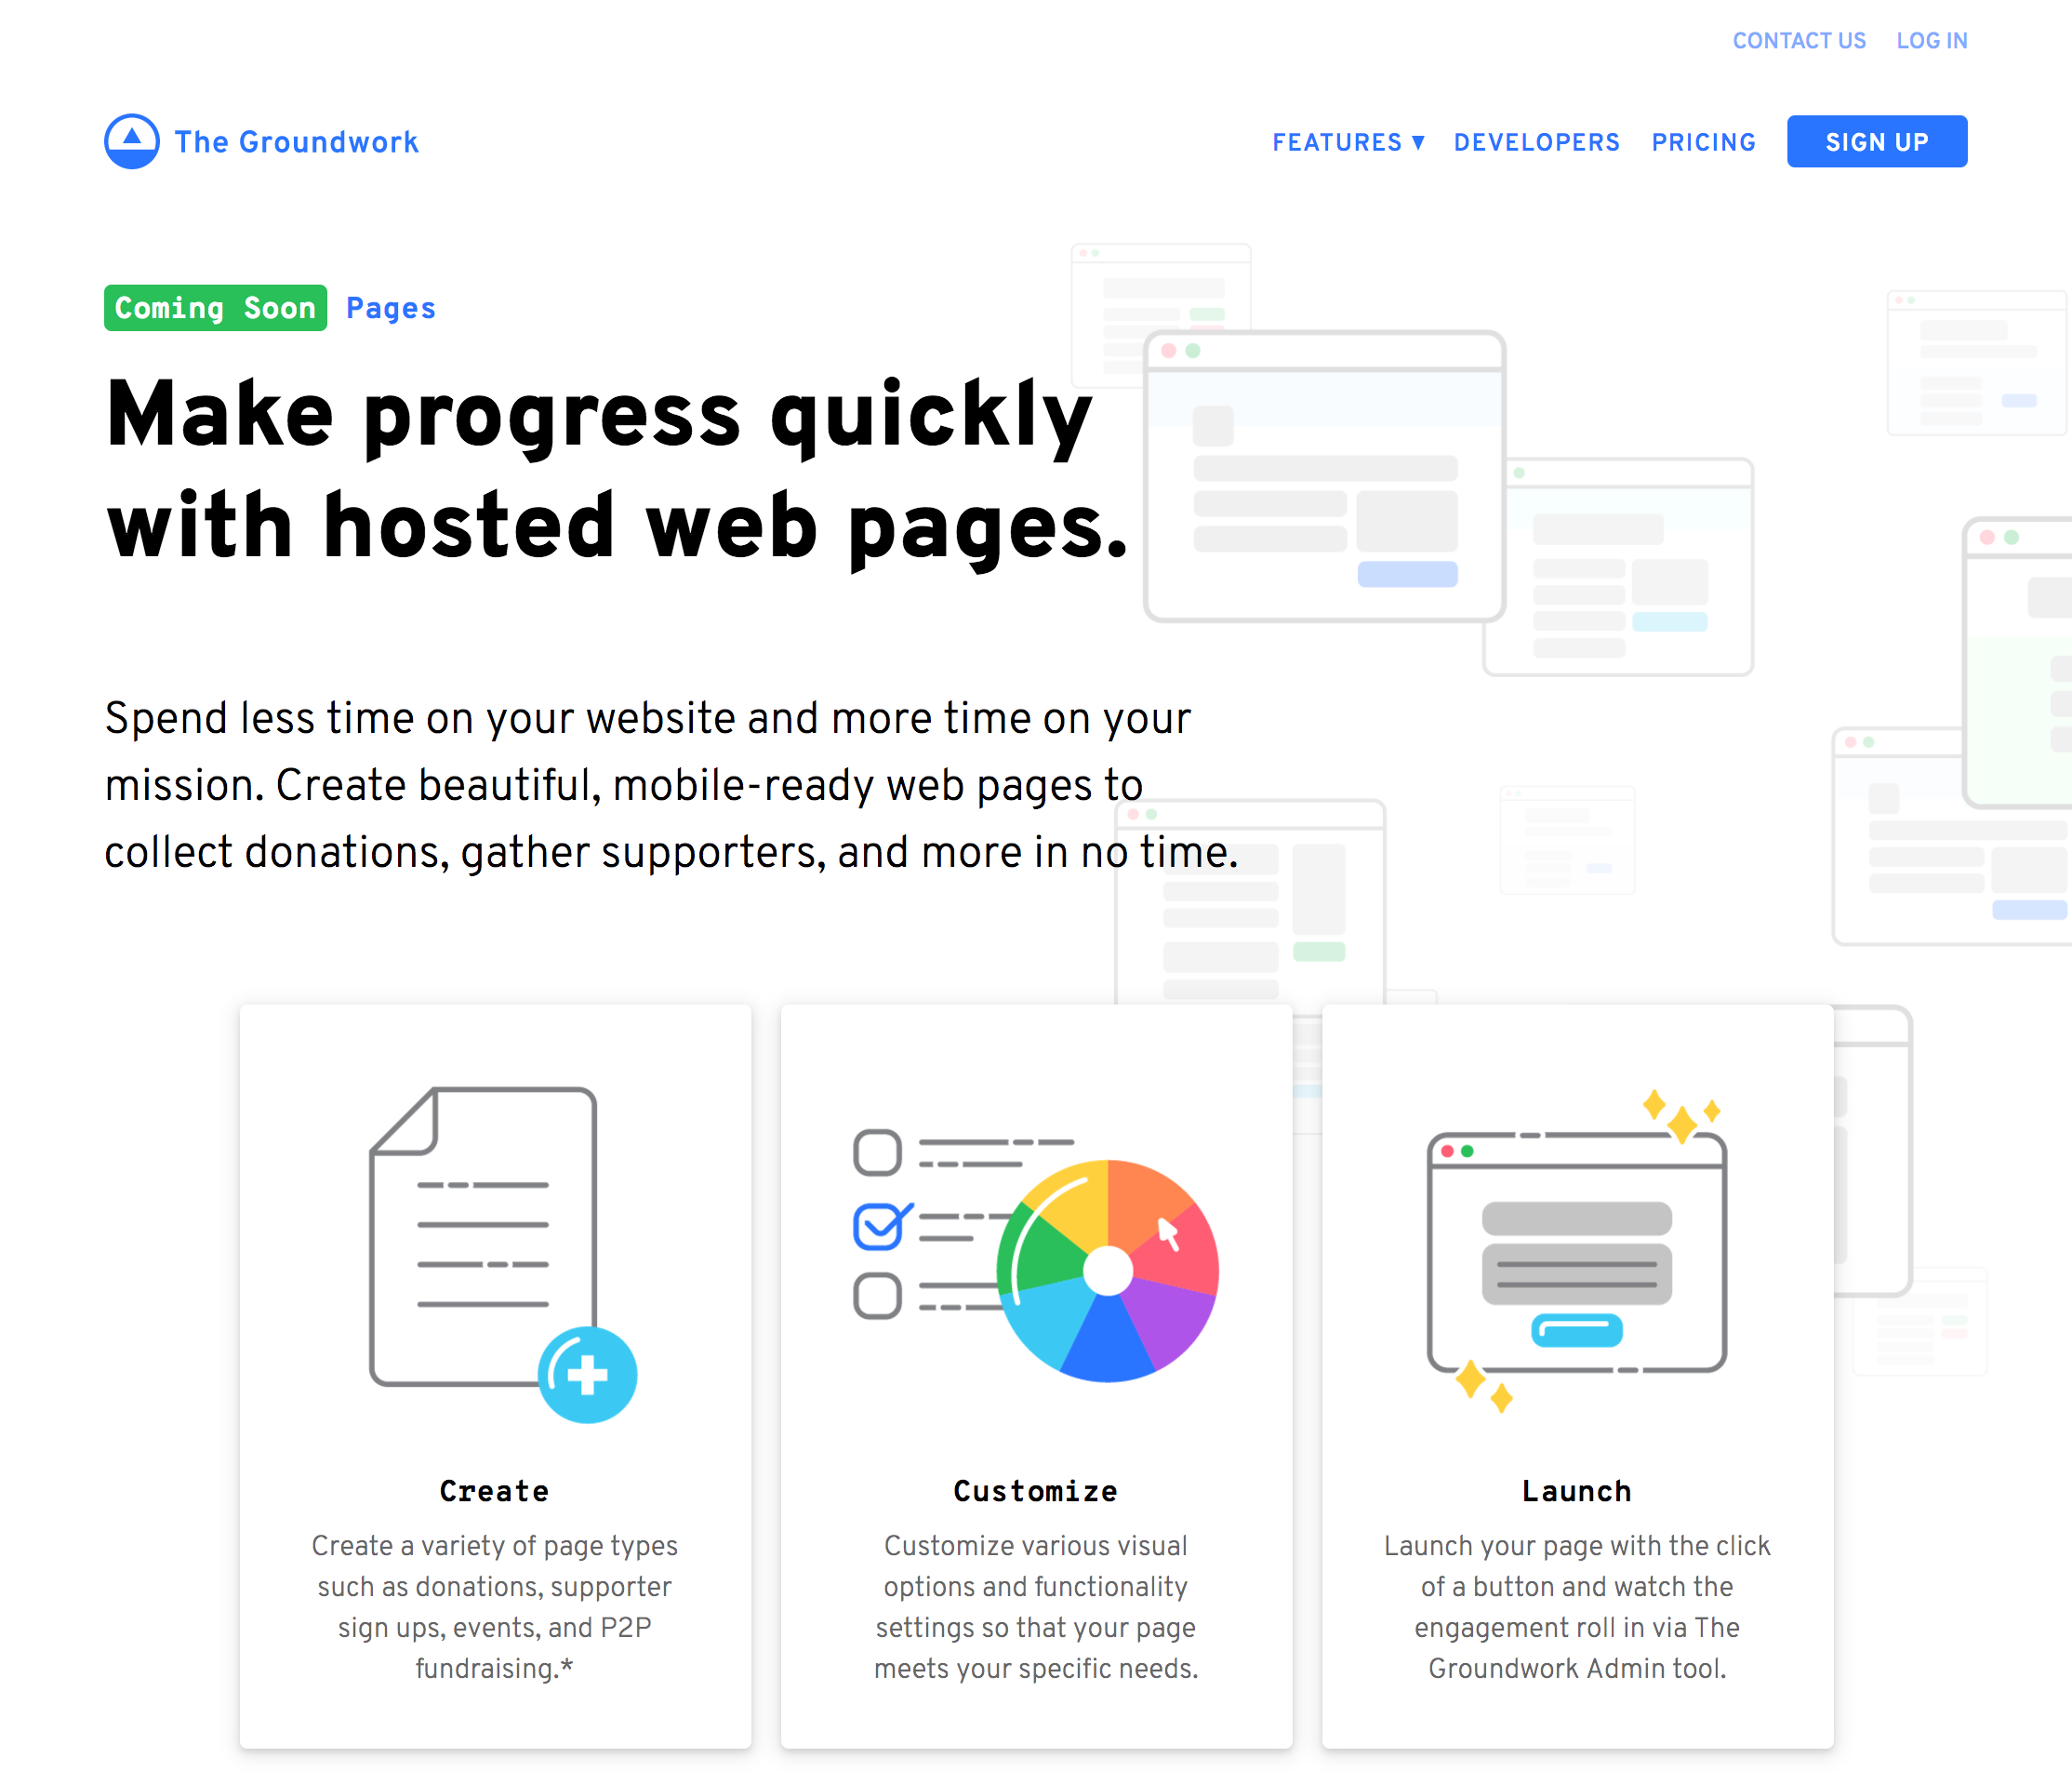 CONTACT US LOG IN
The Groundwork
FEATURES ▼ DEVELOPERS PRICING SIGN UP
Coming Soon Pages
Make progress quickly
with hosted web pages.
Spend less time on your website and more time on your
mission. Create beautiful, mobile-ready web pages to
collect donations, gather supporters, and more in no time.
Create
Create a variety of page types
such as donations, supporter
sign ups, events, and P2P
fundraising.*
Customize
Customize various visual
options and functionality
settings so that your page
meets your specific needs.
Launch
Launch your page with the click
of a button and watch the
engagement roll in via The
Groundwork Admin tool.